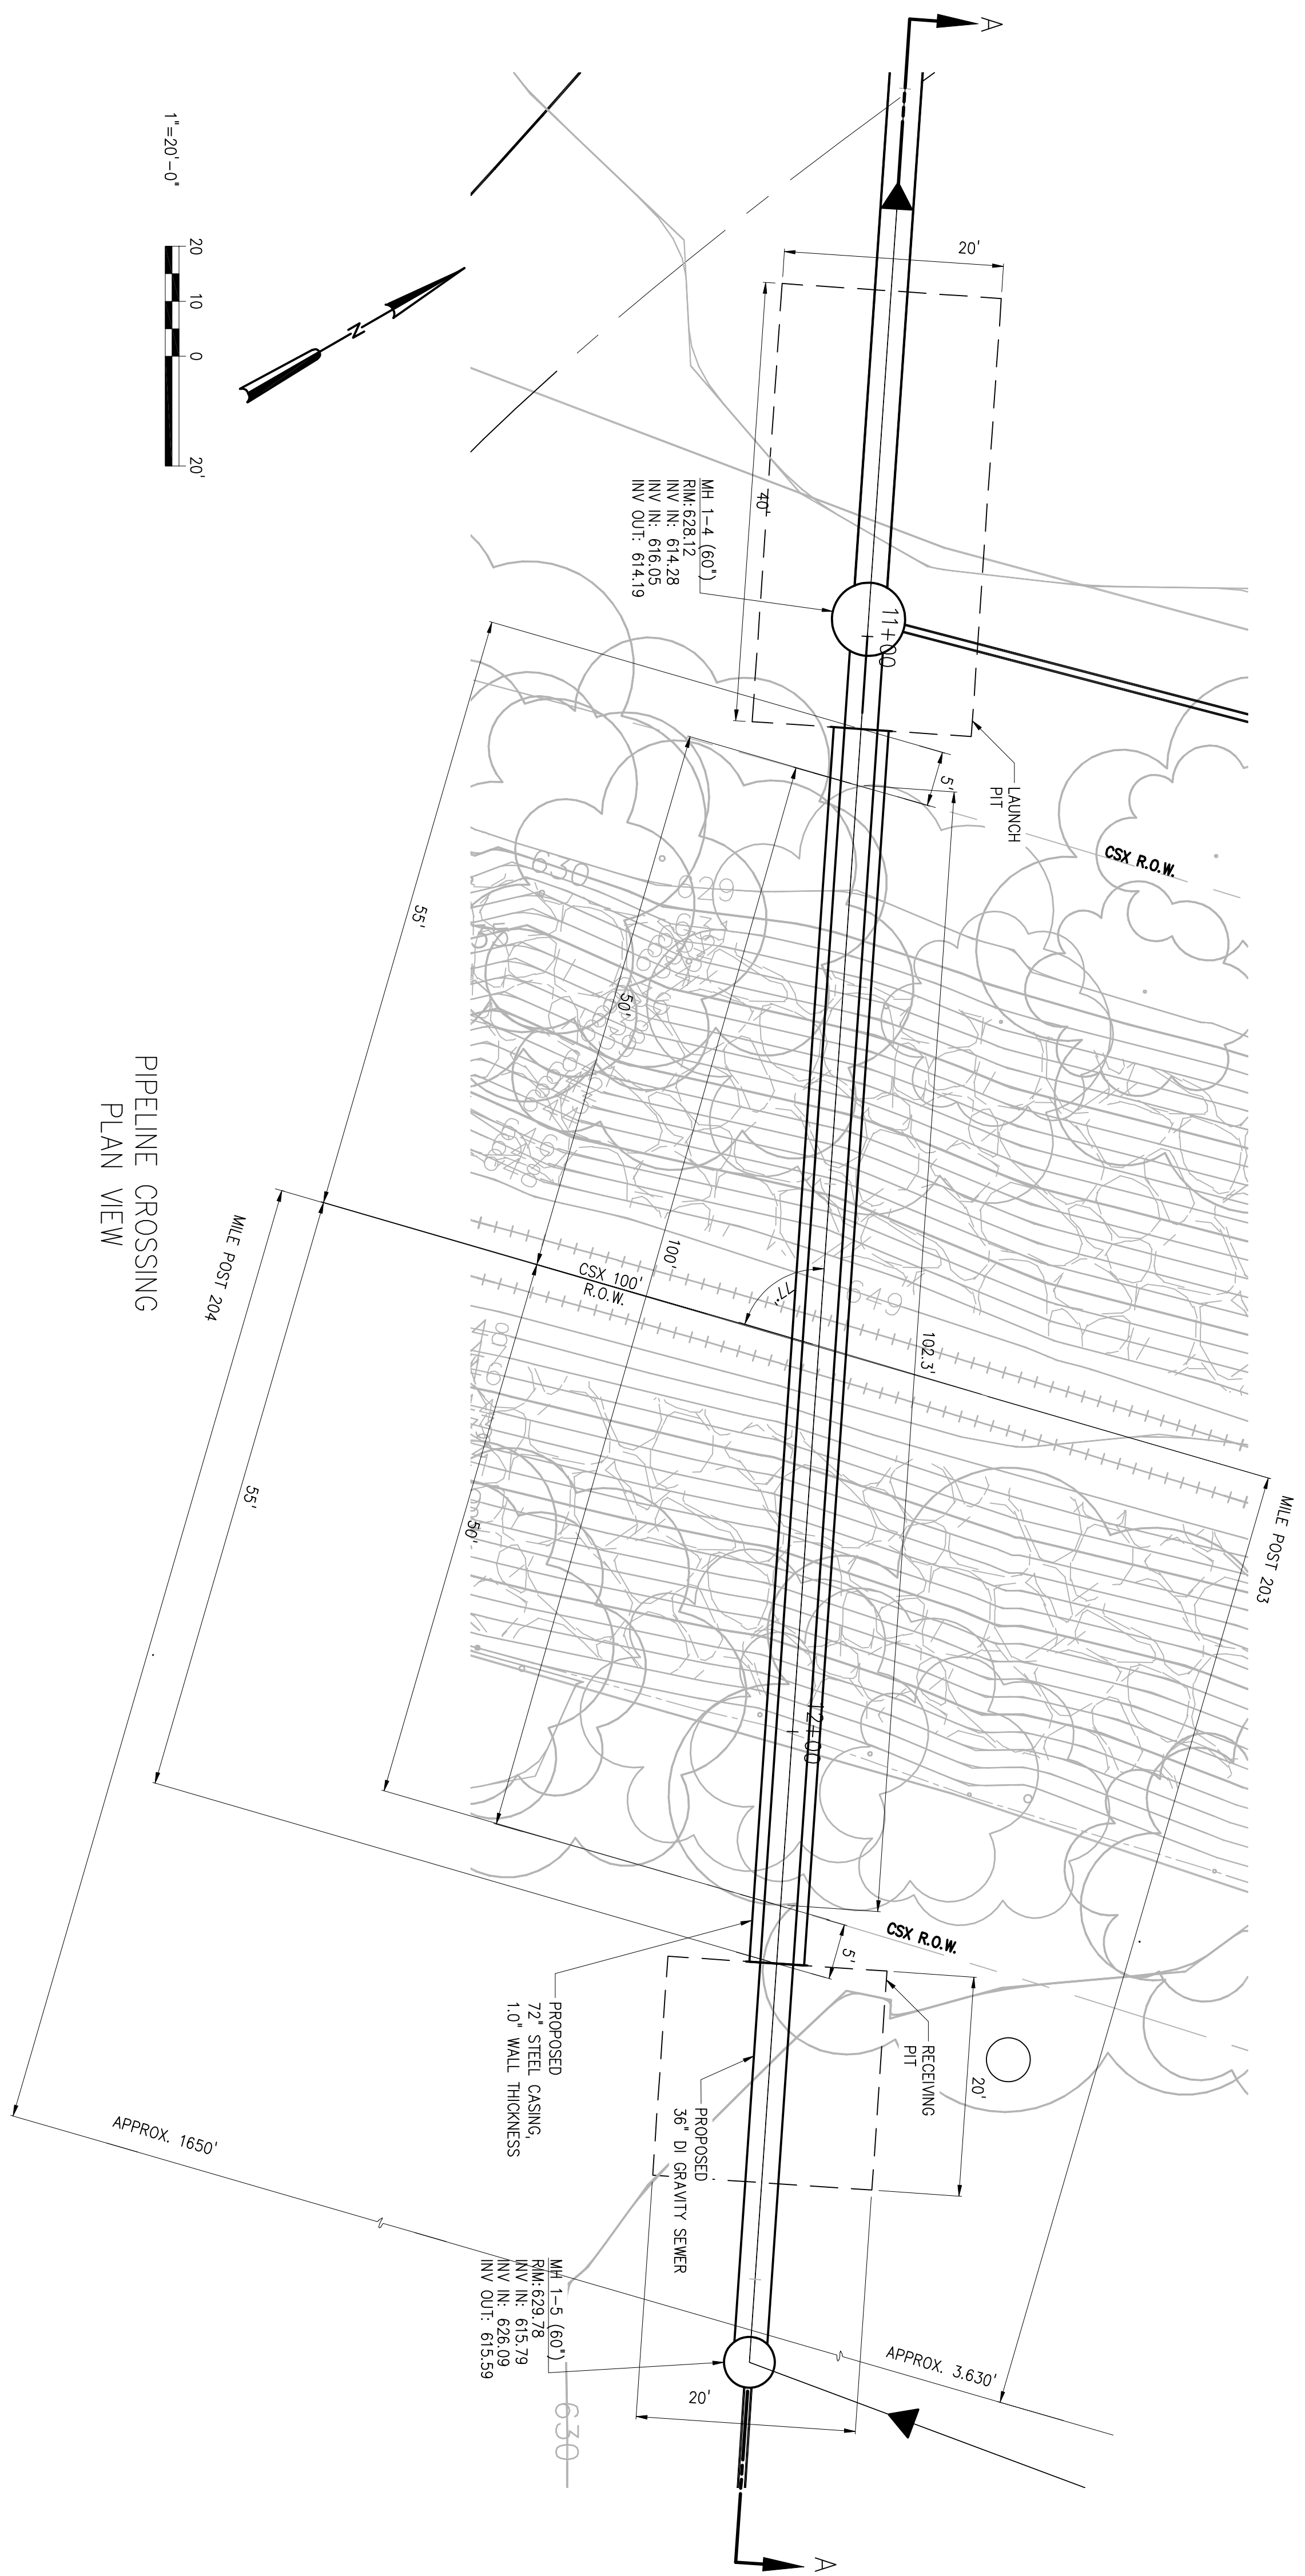 A
1"=20'-0"
20
10
0
20'
N
20'
40'
MH 1-4 (60")
RIM:628.12
INV IN: 614.28
INV IN: 616.05
INV OUT: 614.19
11+00
LAUNCH
PIT
5'
CSX R.O.W.
630
629
631
55'
50'
646
648
100'
CSX 100'
R.O.W.
77°
649
102.3'
MILE POST 204
MILE POST 203
PIPELINE CROSSING
PLAN VIEW
55'
50'
12+00
CSX R.O.W.
5'
PROPOSED
72" STEEL CASING,
1.0" WALL THICKNESS
RECEIVING
PIT
20'
PROPOSED
36" DI GRAVITY SEWER
APPROX. 1650'
MH 1-5 (60")
RIM:629.78
INV IN: 615.79
INV IN: 626.09
INV OUT: 615.59
630
20'
APPROX. 3.630'
A